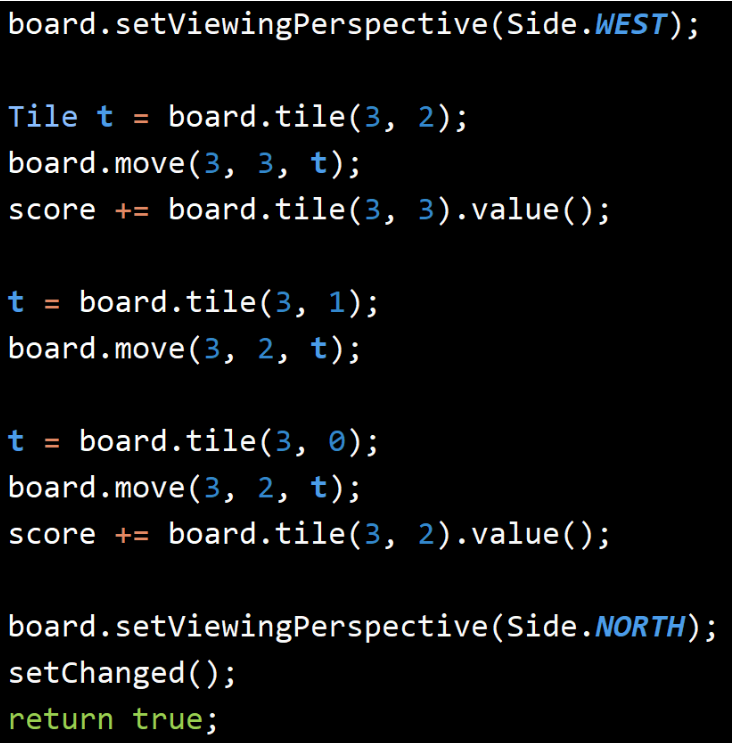 board.setViewingPerspective(Side.WEST);
Tile t = board.tile(3, 2);
board.move(3, 3, t);
score += board.tile(3, 3).value();
t = board.tile(3, 1);
board.move(3, 2, t);
t = board.tile(3, 0);
board.move(3, 2, t);
score += board.tile(3, 2).value();
board.setViewingPerspective(Side.NORTH);
setChanged();
return true;